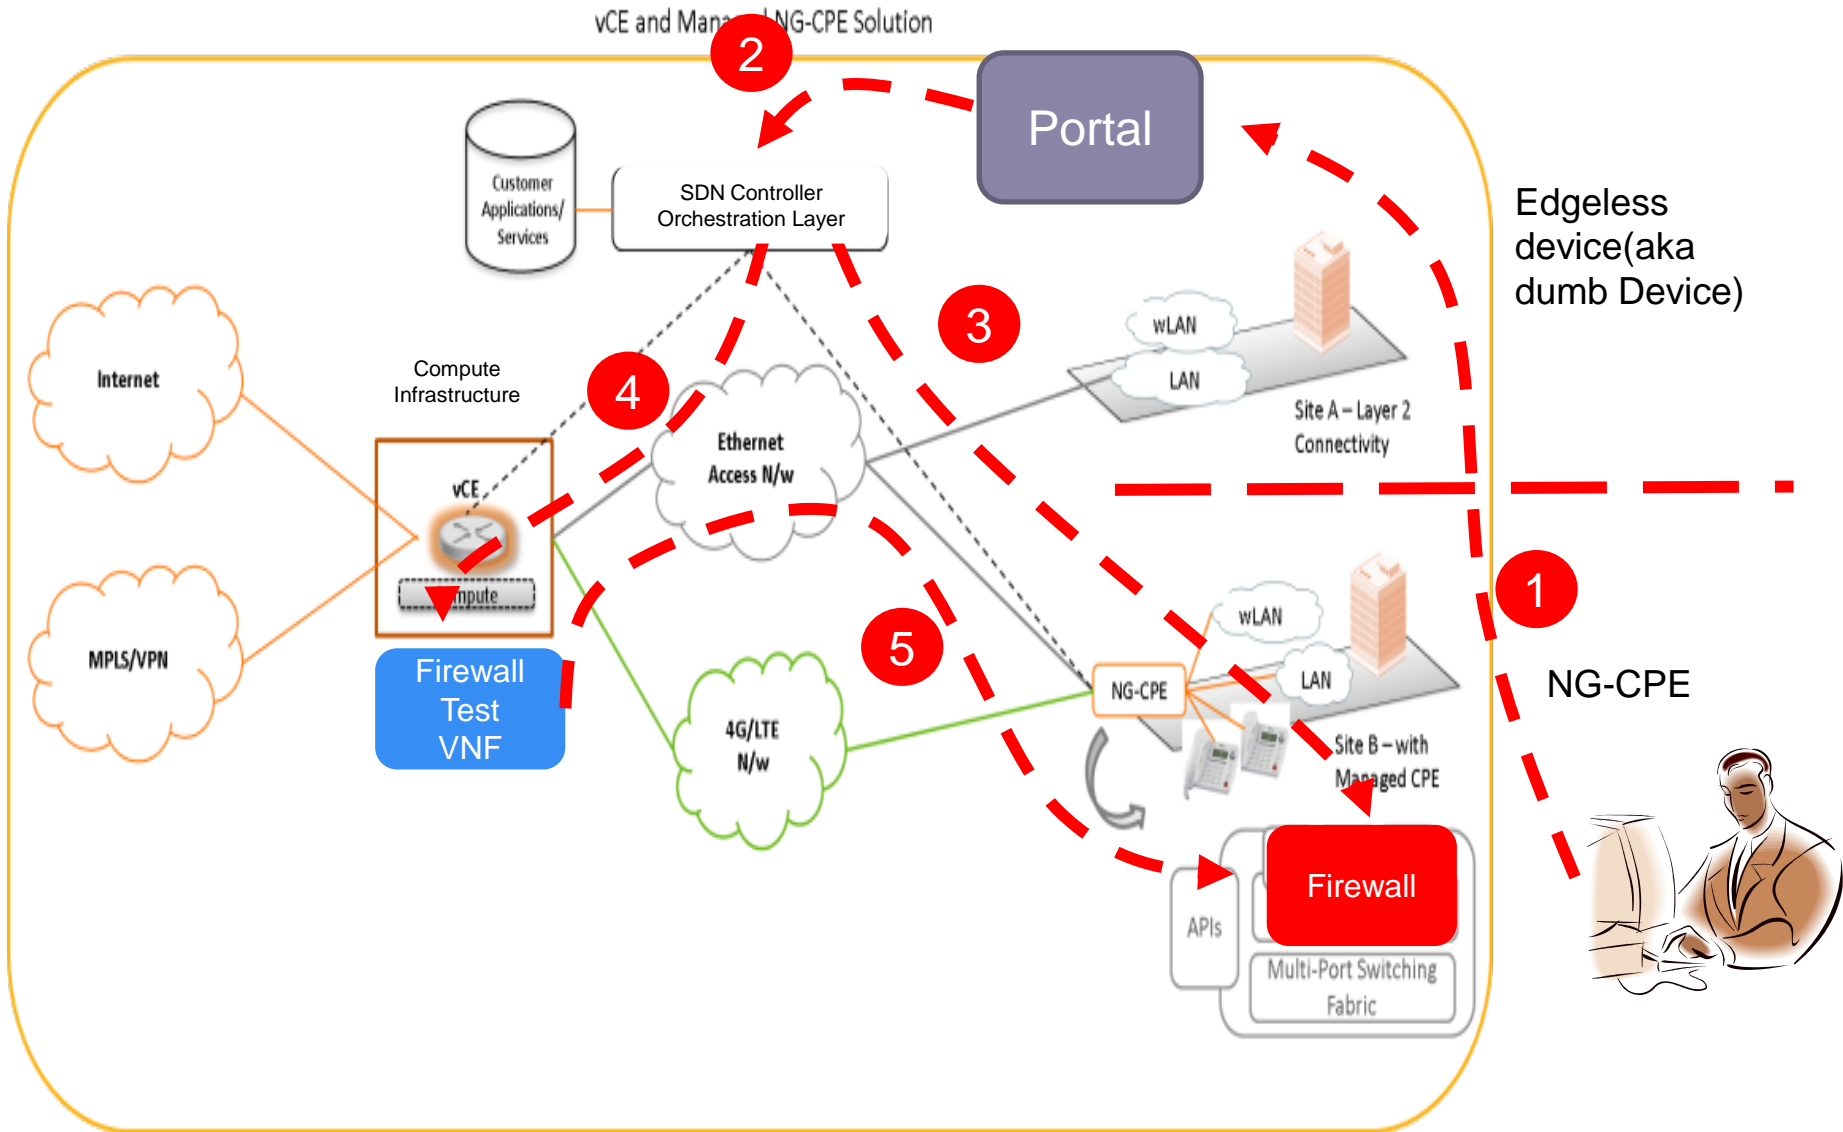 vCE and Mana NG-CPE Solution
2
Portal
Customer
Applications/
Services
SDN Controller
Orchestration Layer
Edgeless
device(aka
dumb Device)
3
wLAN
LAN
Site A – Layer 2
Connectivity
Internet
Compute
Infrastructure
4
Ethernet
Access N/w
vCE
mpute
MPLS/VPN
Firewall
Test
VNF
5
4G/LTE
N/w
NG-CPE
wLAN
LAN
1
NG-CPE
Site B – with
Managed CPE
Firewall
APIs
Multi-Port Switching
Fabric